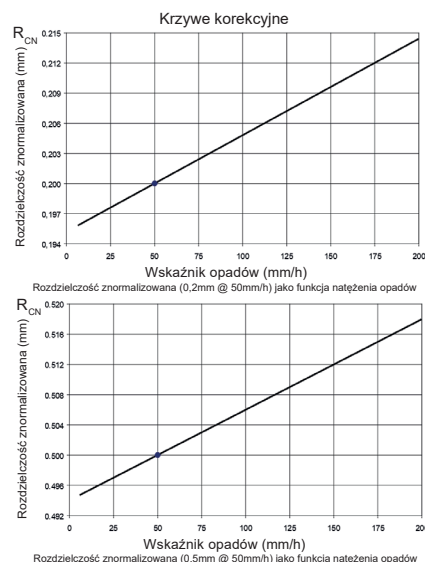 Krzywe korekcyjne
R CN
Rozdzielczość znormalizowana (mm)
0,215
0,212
0,209
0,206
0,203
0,200
0,197
0,194
0 25 50 75 100 125 150 175 200
Wskaźnik opadów (mm/h)
Rozdzielczość znormalizowana (0,2mm @ 50mm/h) jako funkcja natężenia opadów
R CN
Rozdzielczość znormalizowana (mm)
0.520
0.516
0.512
0.508
0.504
0.500
0.496
0.492
0 25 50 75 100 125 150 175 200
Wskaźnik opadów (mm/h)
Rozdzielczość znormalizowana (0,5mm @ 50mm/h) jako funkcja natężenia opadów